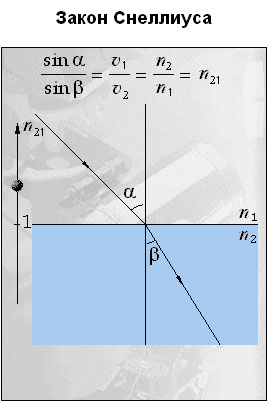 Закон Снеллиуса
sin α / sin β = v₁ / v₂ = n₂ / n₁ = n₂₁
n₂₁
α
1
n₁
n₂
β